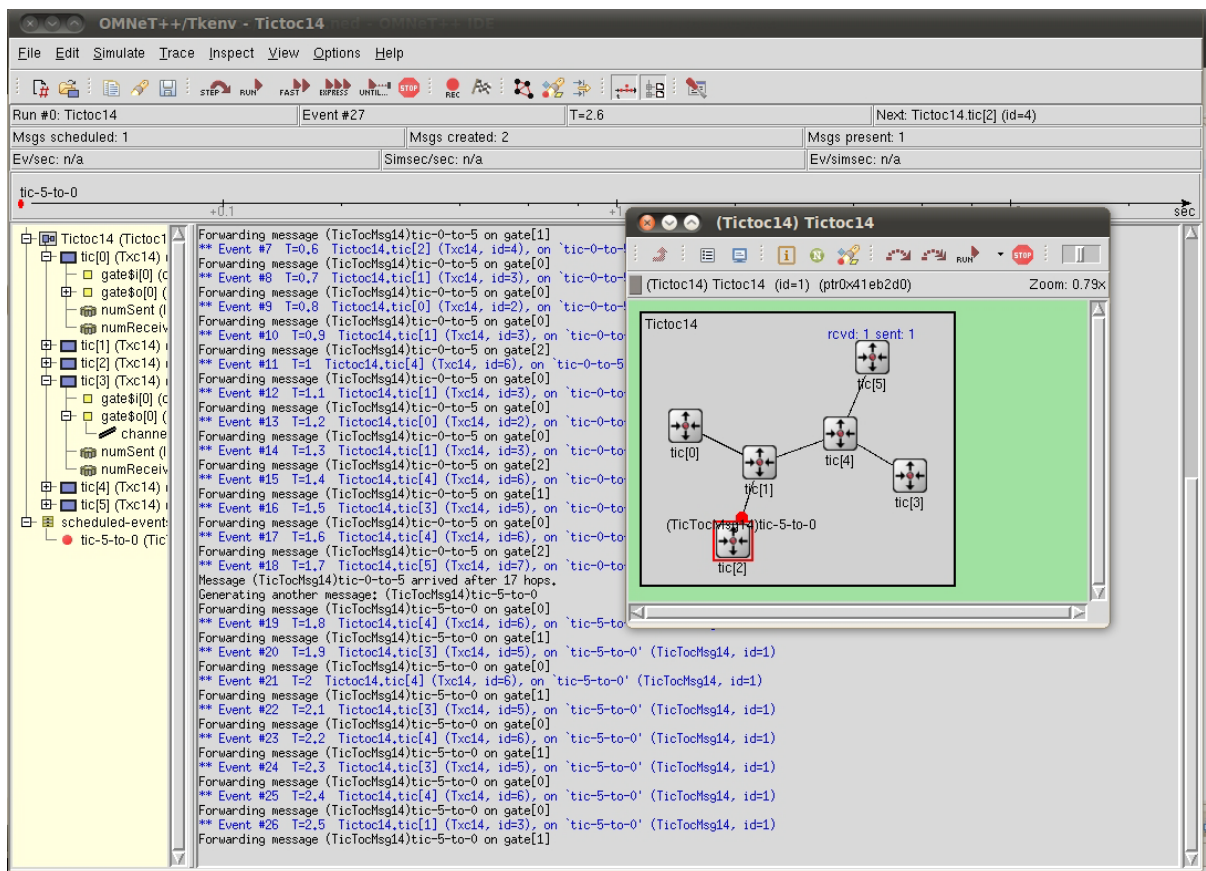 OMNeT++/Tkenv - Tictoc14
File Edit Simulate Trace Inspect View Options Help
STEP RUN FAST EXPRESS UNTIL... STOP REC
Run #0: Tictoc14 Event #27 T=2.6 Next: Tictoc14.tic[2] (id=4)
Msgs scheduled: 1 Msgs created: 2 Msgs present: 1
Ev/sec: n/a Simsec/sec: n/a Ev/simsec: n/a
tic-5-to-0
+0.1 +1 sec
Tictoc14 (Tictoc1
tic[0] (Txc14)
gate$i[0] (c
gate$o[0] (
numSent (I
numReceiv
tic[1] (Txc14)
tic[2] (Txc14)
tic[3] (Txc14)
gate$i[0] (c
gate$o[0] (
channe
numSent (I
numReceiv
tic[4] (Txc14)
tic[5] (Txc14)
scheduled-event
tic-5-to-0 (Tic
Forwarding message (TicTocMsg14)tic-0-to-5 on gate[1]
** Event #7 T=0.6 Tictoc14.tic[2] (Txc14, id=4), on `tic-0-to-
Forwarding message (TicTocMsg14)tic-0-to-5 on gate[0]
** Event #8 T=0.7 Tictoc14.tic[1] (Txc14, id=3), on `tic-0-to-
Forwarding message (TicTocMsg14)tic-0-to-5 on gate[0]
** Event #9 T=0.8 Tictoc14.tic[0] (Txc14, id=2), on `tic-0-to-
Forwarding message (TicTocMsg14)tic-0-to-5 on gate[0]
** Event #10 T=0.9 Tictoc14.tic[1] (Txc14, id=3), on `tic-0-to-
Forwarding message (TicTocMsg14)tic-0-to-5 on gate[2]
** Event #11 T=1 Tictoc14.tic[4] (Txc14, id=6), on `tic-0-to-5
Forwarding message (TicTocMsg14)tic-0-to-5 on gate[0]
** Event #12 T=1.1 Tictoc14.tic[1] (Txc14, id=3), on `tic-0-to-
Forwarding message (TicTocMsg14)tic-0-to-5 on gate[0]
** Event #13 T=1.2 Tictoc14.tic[0] (Txc14, id=2), on `tic-0-to-
Forwarding message (TicTocMsg14)tic-0-to-5 on gate[0]
** Event #14 T=1.3 Tictoc14.tic[1] (Txc14, id=3), on `tic-0-to-
Forwarding message (TicTocMsg14)tic-0-to-5 on gate[2]
** Event #15 T=1.4 Tictoc14.tic[4] (Txc14, id=6), on `tic-0-to-
Forwarding message (TicTocMsg14)tic-0-to-5 on gate[1]
** Event #16 T=1.5 Tictoc14.tic[3] (Txc14, id=5), on `tic-0-to-
Forwarding message (TicTocMsg14)tic-0-to-5 on gate[0]
** Event #17 T=1.6 Tictoc14.tic[4] (Txc14, id=6), on `tic-0-to-
Forwarding message (TicTocMsg14)tic-0-to-5 on gate[2]
** Event #18 T=1.7 Tictoc14.tic[5] (Txc14, id=7), on `tic-0-to-
Message (TicTocMsg14)tic-0-to-5 arrived after 17 hops.
Generating another message: (TicTocMsg14)tic-5-to-0
Forwarding message (TicTocMsg14)tic-5-to-0 on gate[0]
** Event #19 T=1.8 Tictoc14.tic[4] (Txc14, id=6), on `tic-5-to-
Forwarding message (TicTocMsg14)tic-5-to-0 on gate[1]
** Event #20 T=1.9 Tictoc14.tic[3] (Txc14, id=5), on `tic-5-to-0' (TicTocMsg14, id=1)
Forwarding message (TicTocMsg14)tic-5-to-0 on gate[0]
** Event #21 T=2 Tictoc14.tic[4] (Txc14, id=6), on `tic-5-to-0' (TicTocMsg14, id=1)
Forwarding message (TicTocMsg14)tic-5-to-0 on gate[1]
** Event #22 T=2.1 Tictoc14.tic[3] (Txc14, id=5), on `tic-5-to-0' (TicTocMsg14, id=1)
Forwarding message (TicTocMsg14)tic-5-to-0 on gate[0]
** Event #23 T=2.2 Tictoc14.tic[4] (Txc14, id=6), on `tic-5-to-0' (TicTocMsg14, id=1)
Forwarding message (TicTocMsg14)tic-5-to-0 on gate[1]
** Event #24 T=2.3 Tictoc14.tic[3] (Txc14, id=5), on `tic-5-to-0' (TicTocMsg14, id=1)
Forwarding message (TicTocMsg14)tic-5-to-0 on gate[0]
** Event #25 T=2.4 Tictoc14.tic[4] (Txc14, id=6), on `tic-5-to-0' (TicTocMsg14, id=1)
Forwarding message (TicTocMsg14)tic-5-to-0 on gate[0]
** Event #26 T=2.5 Tictoc14.tic[1] (Txc14, id=3), on `tic-5-to-0' (TicTocMsg14, id=1)
Forwarding message (TicTocMsg14)tic-5-to-0 on gate[1]
(Tictoc14) Tictoc14
RUN STOP
(Tictoc14) Tictoc14 (id=1) (ptr0x41eb2d0) Zoom: 0.79x
Tictoc14
rcvd: 1 sent: 1
tic[5]
tic[0]
tic[4]
tic[1]
tic[3]
(TicTocMsg14)tic-5-to-0
tic[2]